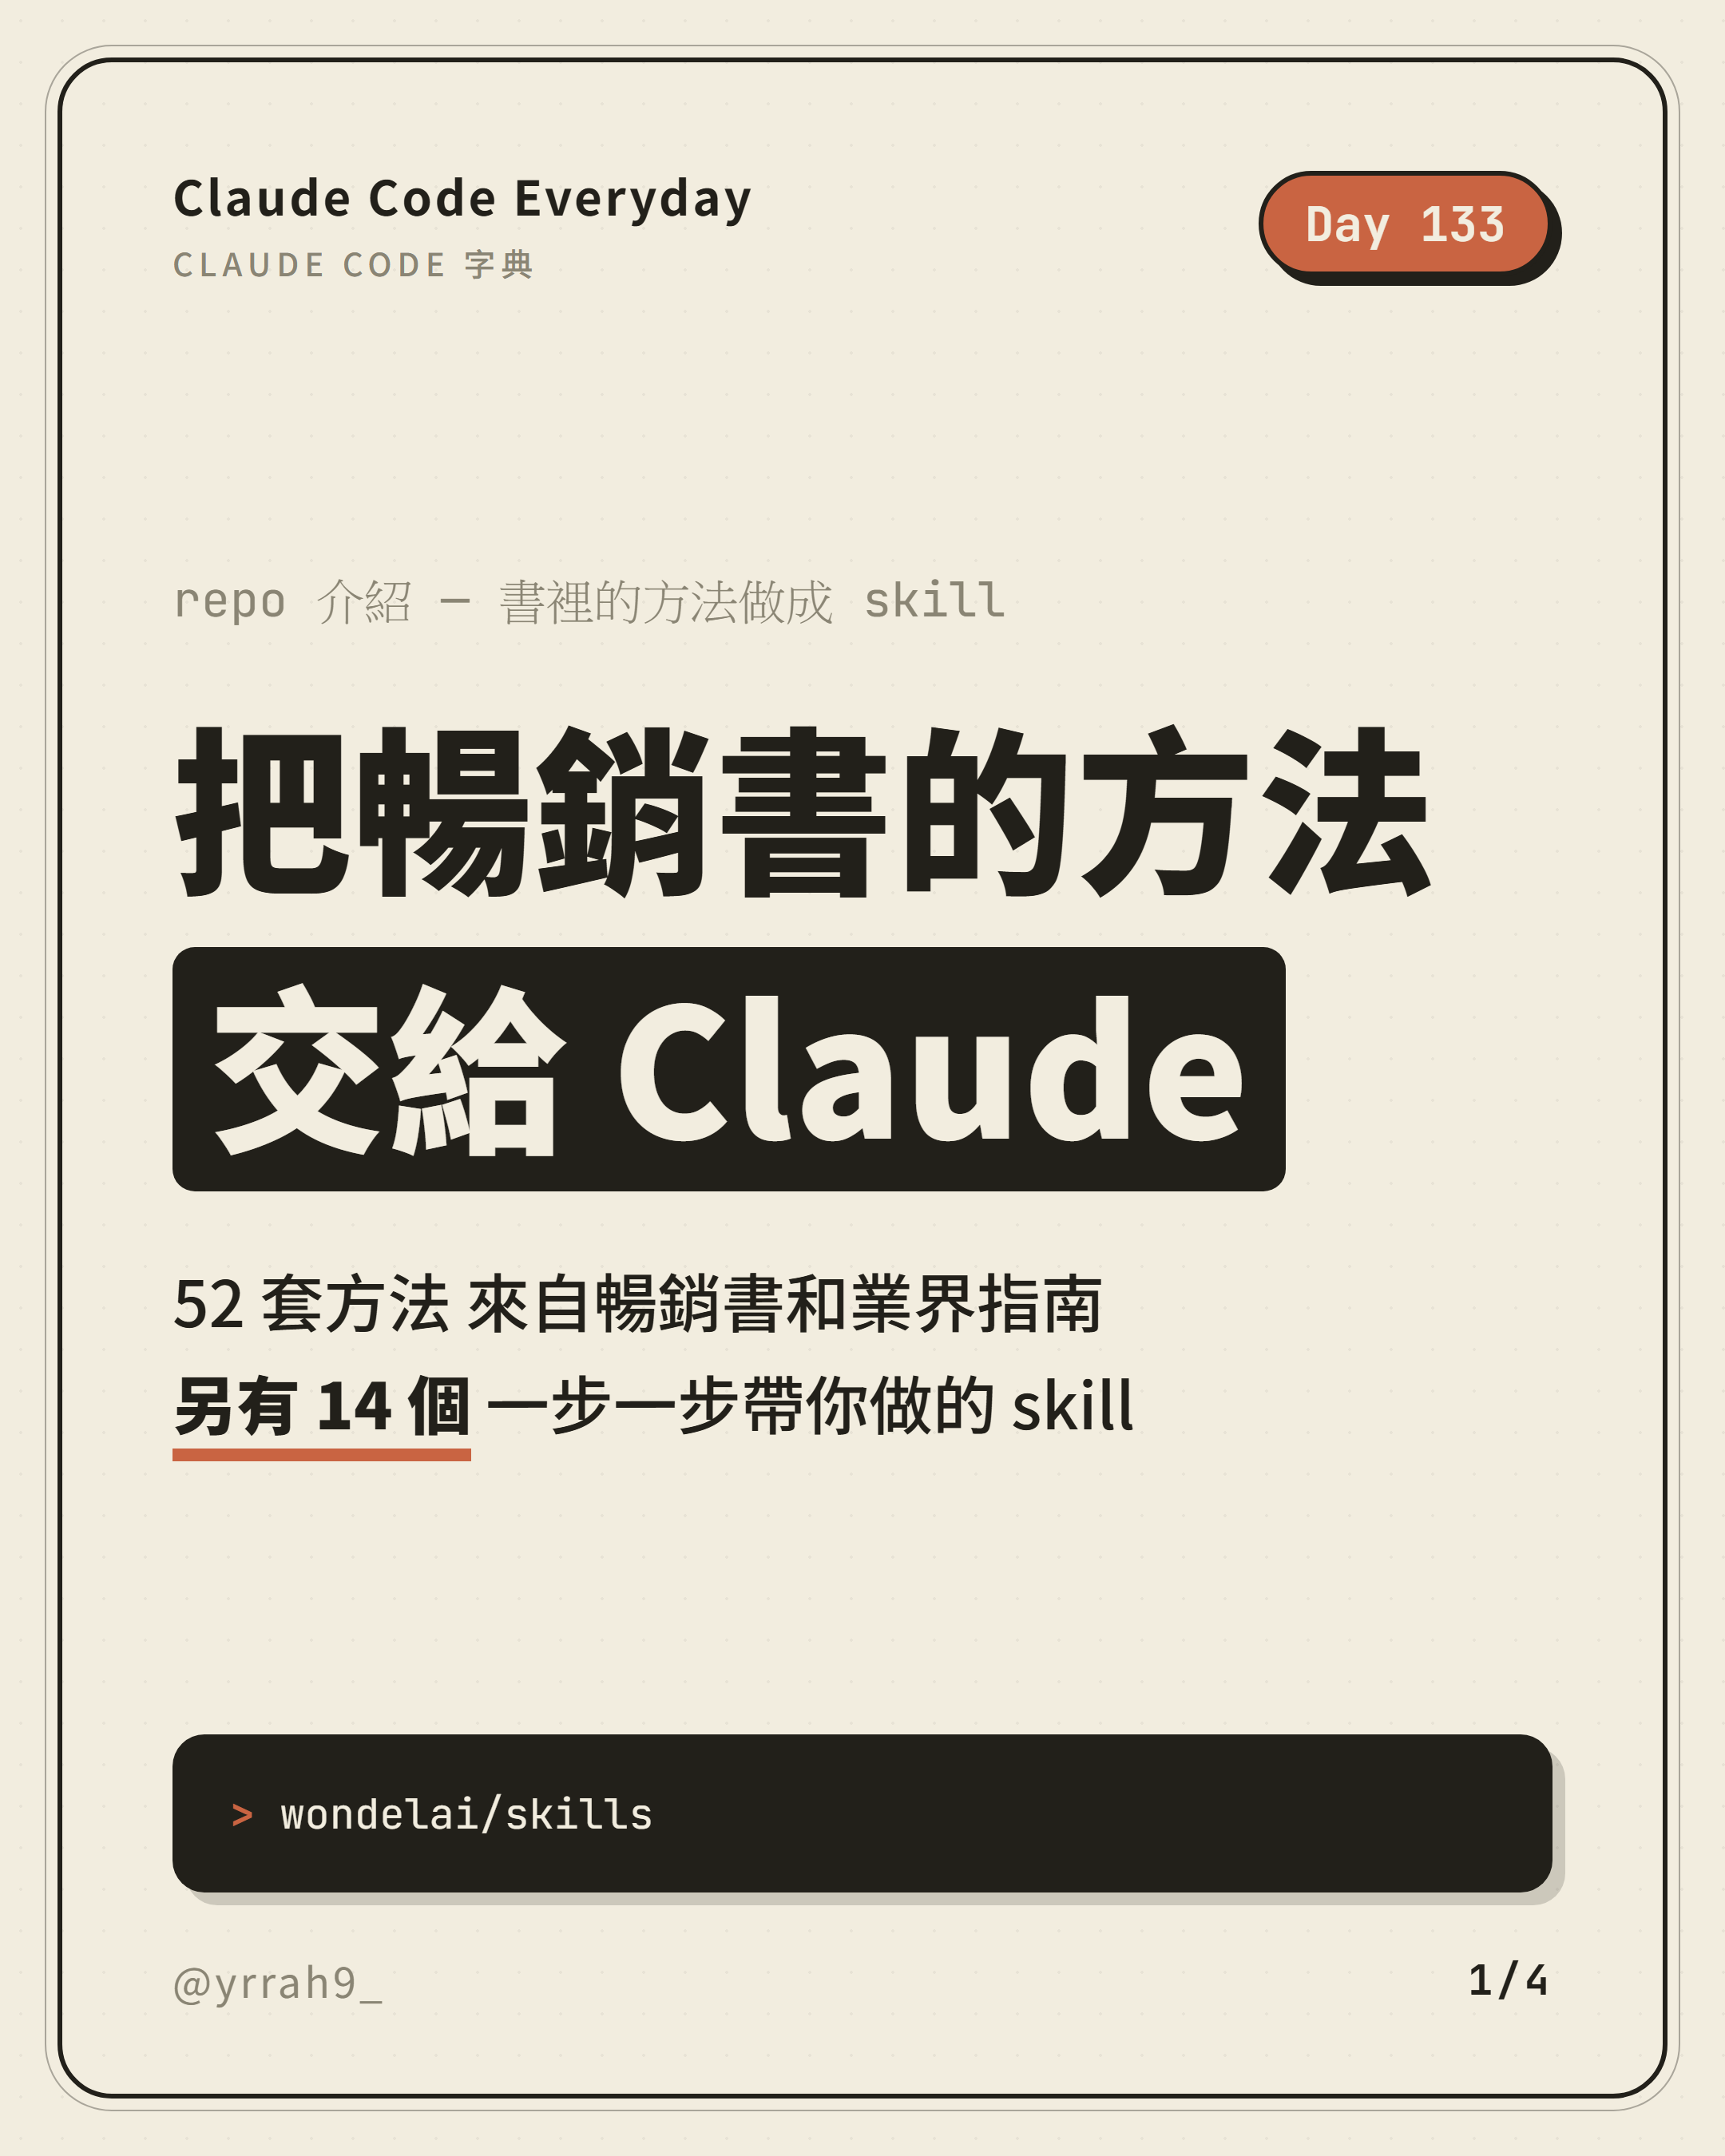 Claude Code Everyday
CLAUDE CODE 字典
Day 133
repo 介紹 — 書裡的方法做成 skill
把暢銷書的方法
交給 Claude
52 套方法 來自暢銷書和業界指南
另有 14 個 一步一步帶你做的 skill
> wondelai/skills
@yrrah9_
1/4